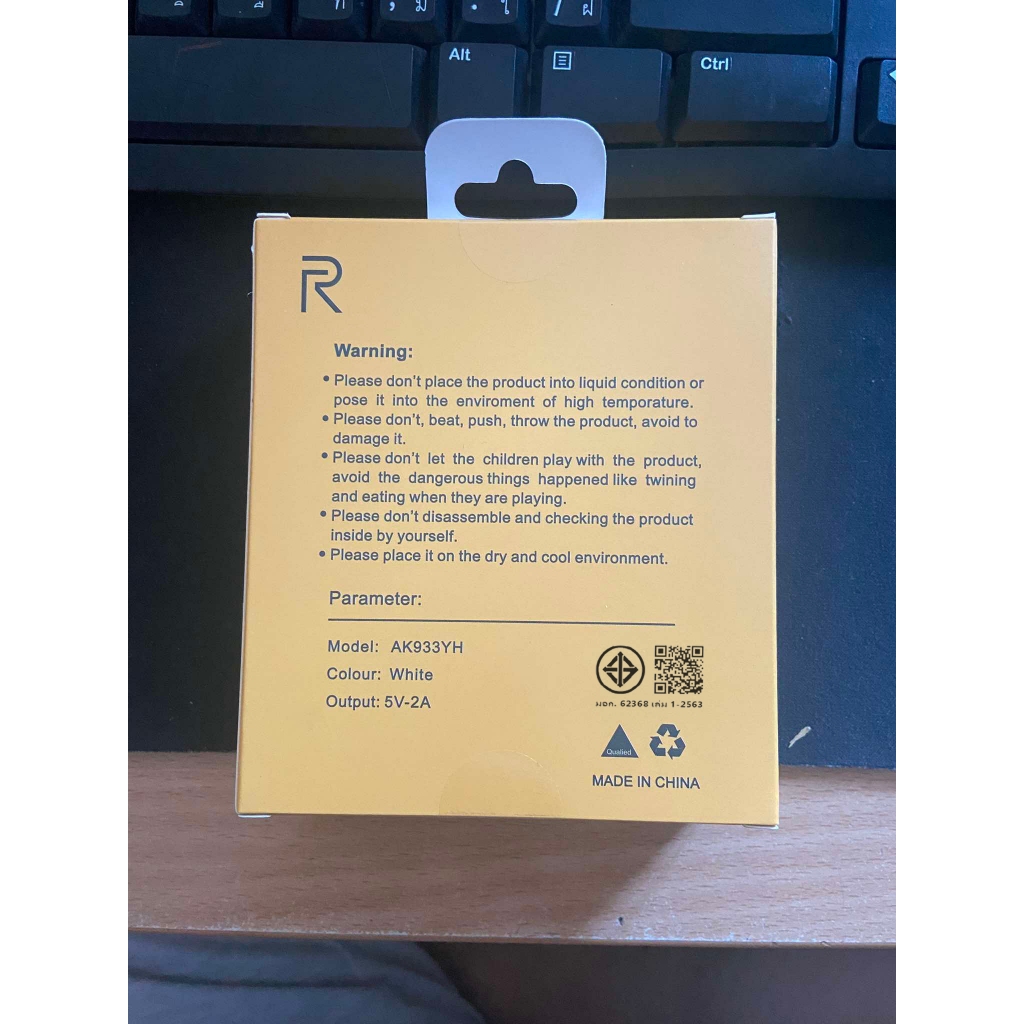 Alt
Ctrl
R
Warning:
• Please don't place the product into liquid condition or
pose it into the enviroment of high temporature.
• Please don't, beat, push, throw the product, avoid to
damage it.
• Please don't let the children play with the product,
avoid the dangerous things happened like twining
and eating when they are playing.
• Please don't disassemble and checking the product
inside by yourself.
• Please place it on the dry and cool environment.
Parameter:
Model: AK933YH
Colour: White
Output: 5V-2A
มอก. 62368 เล่ม 1-2563
Qualied
MADE IN CHINA